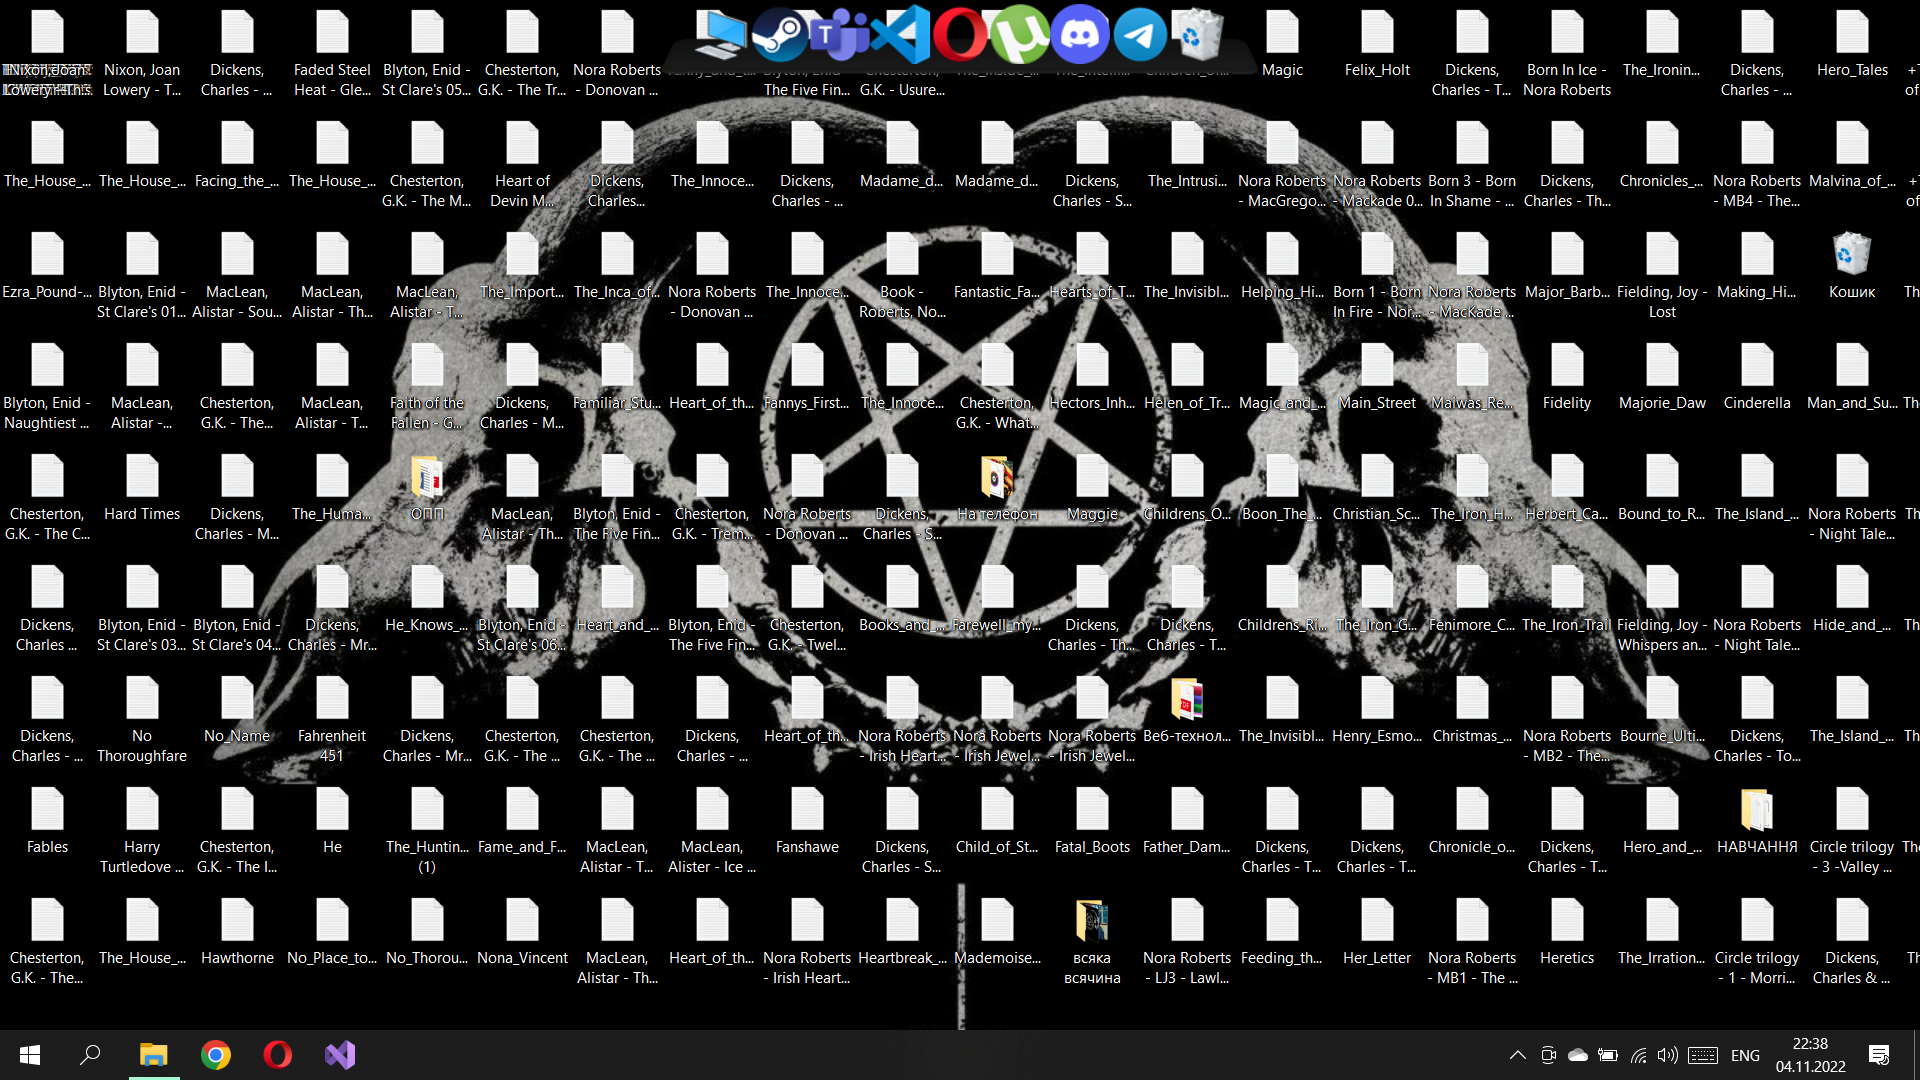 Nixon, Joan
Lowery - T...
Dickens,
Charles - ...
Faded Steel
Heat - Gle...
Blyton, Enid -
St Clare's 05...
Chesterton,
G.K. - The Tr...
Nora Roberts
- Donovan ...
Blyton, Enid -
The Five Fin...
Chesterton,
G.K. - Usure...
Magic
Felix_Holt
Dickens,
Charles - T...
Born In Ice -
Nora Roberts
The_Ironin...
Dickens,
Charles - ...
Hero_Tales
The_House_...
The_House_...
Facing_the_...
The_House_...
Chesterton,
G.K. - The M...
Heart of
Devin M...
Dickens,
Charles...
The_Innoce...
Dickens,
Charles - ...
Madame_d...
Madame_d...
Dickens,
Charles - S...
The_Intrusi...
Nora Roberts
- MacGrego...
Nora Roberts
- Mackade 0...
Born 3 - Born
In Shame - ...
Dickens,
Charles - Th...
Chronicles_...
Nora Roberts
- MB4 - The...
Malvina_of_...
Ezra_Pound-...
Blyton, Enid -
St Clare's 01...
MacLean,
Alistar - Sou...
MacLean,
Alistar - Th...
MacLean,
Alistar - T...
The_Import...
The_Inca_of...
Nora Roberts
- Donovan ...
The_Innoce...
Book -
Roberts, No...
Fantastic_Fa...
Hearts_of_T...
The_Invisibl...
Helping_Hi...
Born 1 - Born
In Fire - Nor...
Nora Roberts
- MacKade ...
Major_Barb...
Fielding, Joy -
Lost
Making_Hi...
Кошик
Blyton, Enid -
Naughtiest ...
MacLean,
Alistar -...
Chesterton,
G.K. - The...
MacLean,
Alistar - T...
Faith of the
Fallen - G...
Dickens,
Charles - M...
Familiar_Stu...
Heart_of_th...
Fannys_First...
The_Innoce...
Chesterton,
G.K. - What...
Hectors_Inh...
Helen_of_Tr...
Magic_and_...
Main_Street
Maiwas_Re...
Fidelity
Majorie_Daw
Cinderella
Man_and_Su...
Chesterton,
G.K. - The C...
Hard Times
Dickens,
Charles - M...
The_Huma...
ОПП
MacLean,
Alistar - Th...
Blyton, Enid -
The Five Fin...
Chesterton,
G.K. - Trem...
Nora Roberts
- Donovan ...
Dickens,
Charles - S...
На телефон
Maggie
Childrens_O...
Boon_The_...
Christian_Sc...
The_Iron_H...
Herbert_Ca...
Bound_to_R...
The_Island_...
Nora Roberts
- Night Tale...
Dickens,
Charles ...
Blyton, Enid -
St Clare's 03...
Blyton, Enid -
St Clare's 04...
Dickens,
Charles - Mr...
He_Knows_...
Blyton, Enid -
St Clare's 06...
Heart_and_...
Blyton, Enid -
The Five Fin...
Chesterton,
G.K. - Twel...
Books_and_...
Farewell_my...
Dickens,
Charles - Th...
Dickens,
Charles - T...
Childrens_Ri...
The_Iron_G...
Fenimore_C...
The_Iron_Trail
Fielding, Joy -
Whispers an...
Nora Roberts
- Night Tale...
Hide_and_...
Dickens,
Charles - ...
No
Thoroughfare
No_Name
Fahrenheit
451
Dickens,
Charles - Mr...
Chesterton,
G.K. - The ...
Chesterton,
G.K. - The ...
Dickens,
Charles - ...
Heart_of_th...
Nora Roberts
- Irish Heart...
Nora Roberts
- Irish Jewel...
Nora Roberts
- Irish Jewel...
Веб-технол...
The_Invisibl...
Henry_Esmo...
Christmas_...
Nora Roberts
- MB2 - The...
Bourne_Ulti...
Dickens,
Charles - To...
The_Island_...
Fables
Harry
Turtledove ...
Chesterton,
G.K. - The I...
He
The_Huntin...
(1)
Fame_and_F...
MacLean,
Alistar - T...
MacLean,
Alister - Ice ...
Fanshawe
Dickens,
Charles - S...
Child_of_St...
Fatal_Boots
Father_Dam...
Dickens,
Charles - T...
Dickens,
Charles - T...
Chronicle_o...
Dickens,
Charles - T...
Hero_and_...
НАВЧАННЯ
Circle trilogy
- 3 -Valley ...
Chesterton,
G.K. - The...
The_House_...
Hawthorne
No_Place_to...
No_Thorou...
Nona_Vincent
MacLean,
Alistar - Th...
Heart_of_th...
Nora Roberts
- Irish Heart...
Heartbreak_...
Mademoise...
всяка
всячина
Nora Roberts
- LJ3 - Lawl...
Feeding_th...
Her_Letter
Nora Roberts
- MB1 - The ...
Heretics
The_Irration...
Circle trilogy
- 1 - Morri...
Dickens,
Charles & ...
ENG
22:38
04.11.2022